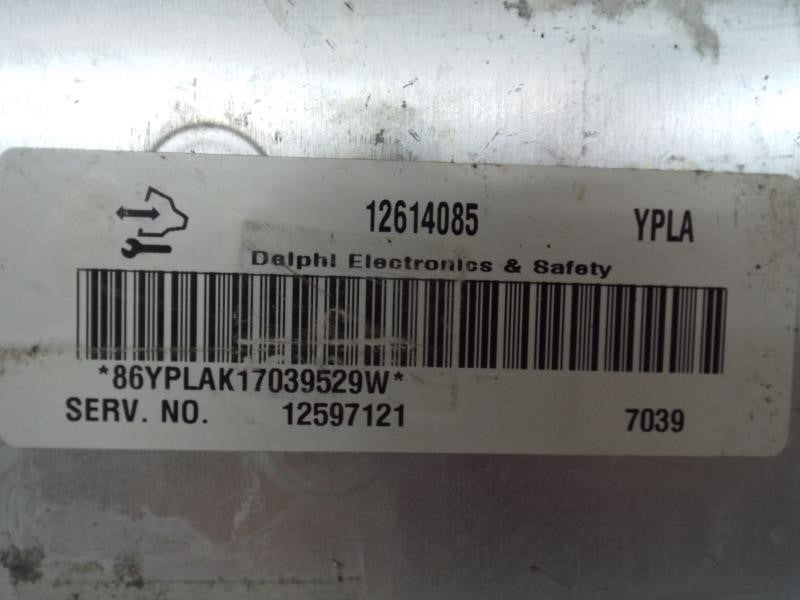 12614085 YPLA
Delphi Electronics & Safety
*86YPLAK17039529W*
SERV. NO. 12597121 7039